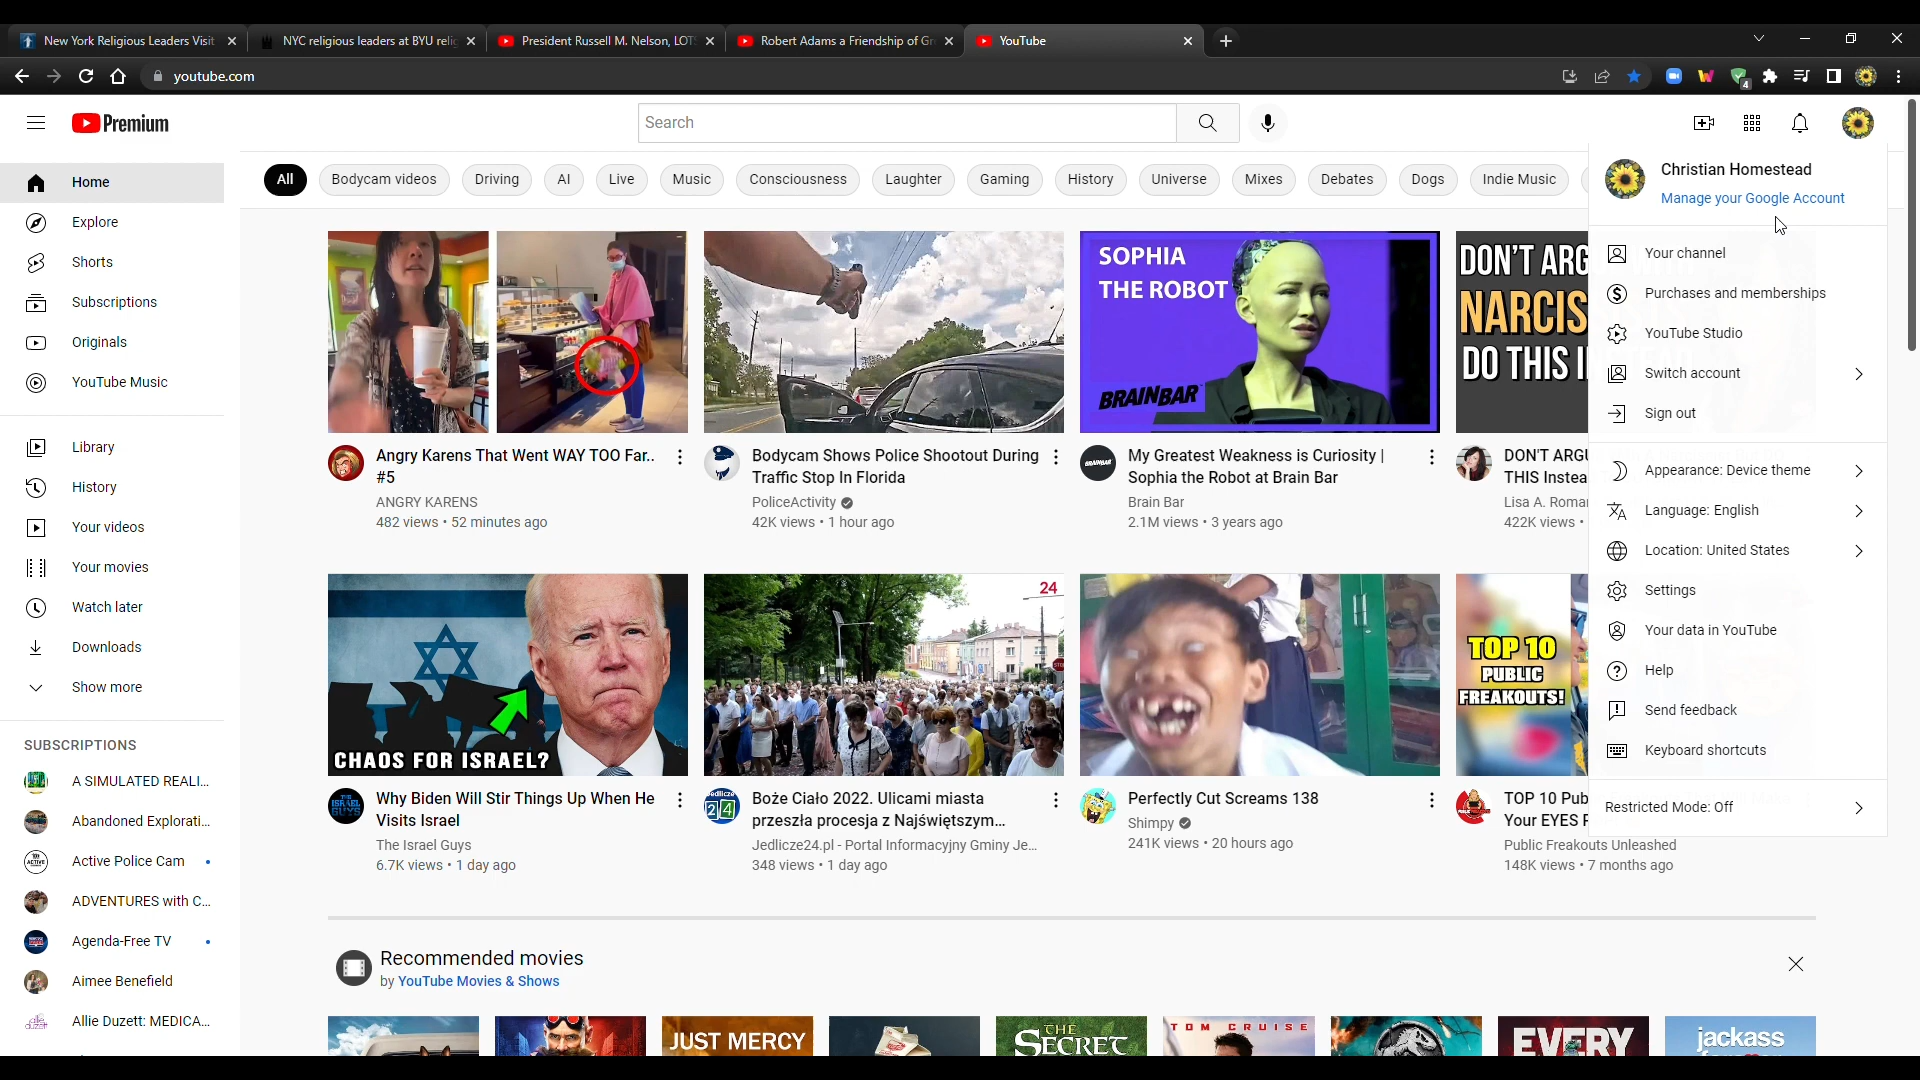 New York Religious Leaders Visit
NYC religious leaders at BYU relig
President Russell M. Nelson, LOTS
Robert Adams a Friendship of Gr
YouTube
youtube.com
4
Premium
Search
All
Bodycam videos
Driving
AI
Live
Music
Consciousness
Laughter
Gaming
History
Universe
Mixes
Debates
Dogs
Indie Music
Home
Explore
Shorts
Subscriptions
Originals
YouTube Music
Library
History
Your videos
Your movies
Watch later
Downloads
Show more
SUBSCRIPTIONS
A SIMULATED REALI...
Abandoned Explorati...
Active Police Cam
ADVENTURES with C...
Agenda-Free TV
Aimee Benefield
Allie Duzett: MEDICA...
Angry Karens That Went WAY TOO Far..
#5
ANGRY KARENS
482 views • 52 minutes ago
Bodycam Shows Police Shootout During
Traffic Stop In Florida
PoliceActivity
42K views • 1 hour ago
SOPHIA
THE ROBOT
BRAINBAR
My Greatest Weakness is Curiosity |
Sophia the Robot at Brain Bar
Brain Bar
2.1M views • 3 years ago
DON'T ARG
NARCIS
DO THIS I
DON'T ARGU
THIS Instea
Lisa A. Roman
422K views •
CHAOS FOR ISRAEL?
THE
ISRAEL
GUYS
Why Biden Will Stir Things Up When He
Visits Israel
The Israel Guys
6.7K views • 1 day ago
24
Boże Ciało 2022. Ulicami miasta
przeszła procesja z Najświętszym...
Jedlicze24.pl - Portal Informacyjny Gminy Je...
348 views • 1 day ago
Perfectly Cut Screams 138
Shimpy
241K views • 20 hours ago
TOP 10
PUBLIC
FREAKOUTS!
TOP 10 Pub
Your EYES F
Public Freakouts Unleashed
148K views • 7 months ago
Christian Homestead
Manage your Google Account
Your channel
Purchases and memberships
YouTube Studio
Switch account
Sign out
Appearance: Device theme
Language: English
Location: United States
Settings
Your data in YouTube
Help
Send feedback
Keyboard shortcuts
Restricted Mode: Off
Recommended movies
by YouTube Movies & Shows
JUST MERCY
THE
SECRET
TOM CRUISE
EVERY
jackass